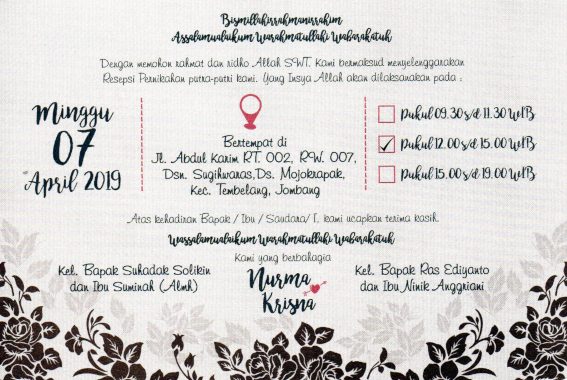 Bismillahirrahmanirrahim
Assalamualaikum Warahmatullahi Wabarakatuh
Dengan memohon rahmat dan ridho Allah SWT. Kami bermaksud menyelenggarakan
Resepsi Pernikahan putra-putri kami. Yang Insya Allah akan dilaksanakan pada :
Minggu
07
April 2019
Bertempat di
Jl. Abdul Karim RT. 002, RW. 007,
Dsn. Sugihwaras,Ds. Mojokrapak,
Kec. Tembelang, Jombang
Pukul 09.30 s/d 11.30 WIB
Pukul 12.00 s/d 15.00 WIB
Pukul 15.00 s/d 19.00 WIB
Atas kehadiran Bapak / Ibu / Saudara/ I, kami ucapkan terima kasih.
Wassalamualaikum Warahmatullahi Wabarakatuh
Kami yang berbahagia
Kel. Bapak Suhadak Solikin
dan Ibu Suminah (Almh)
Nurma
Krisna
Kel. Bapak Ras Ediyanto
dan Ibu Ninik Anggriani